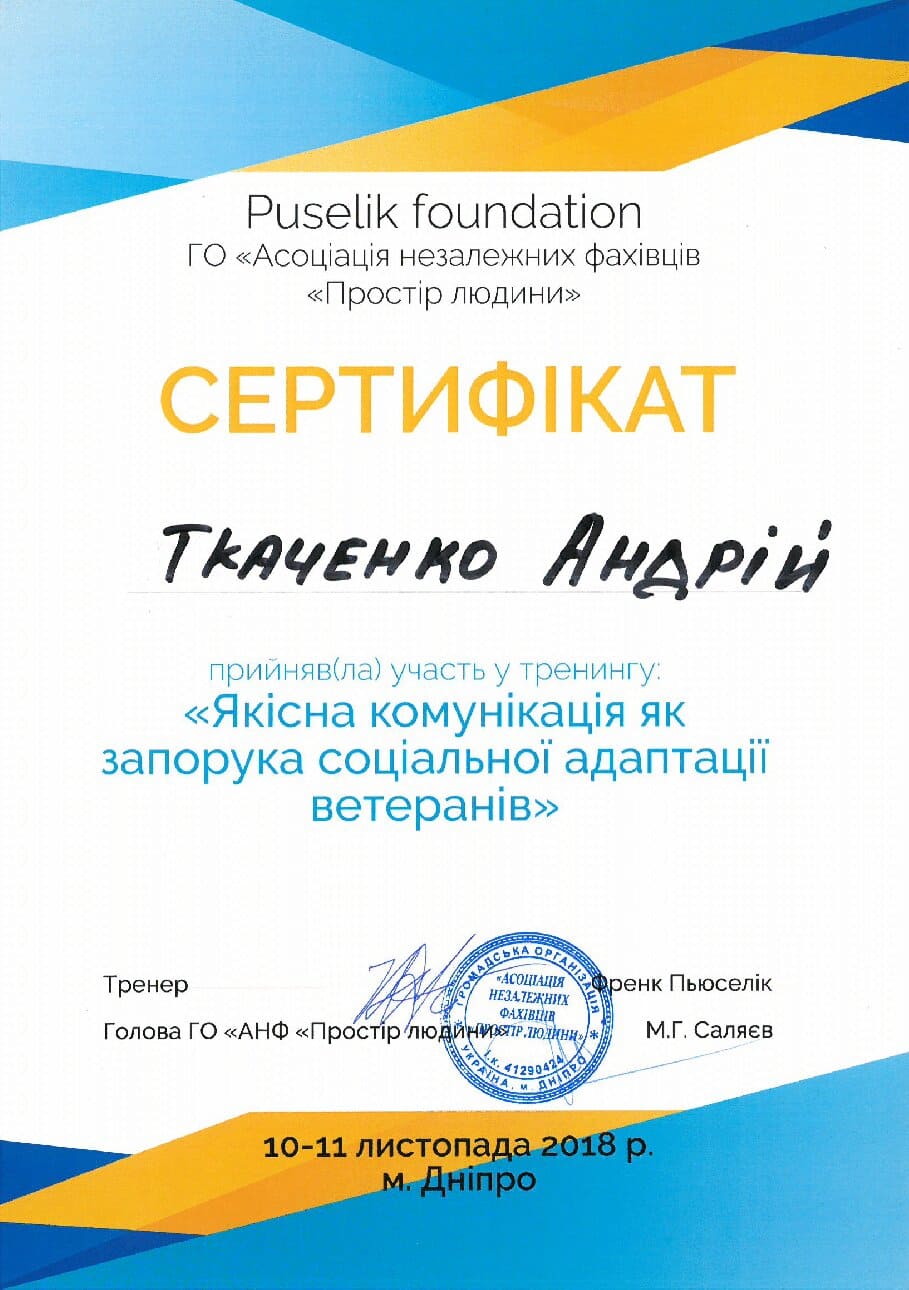 Puselik foundation
ГО «Асоціація незалежних фахівців
«Простір людини»
СЕРТИФІКАТ
Ткаченко Андрій
прийняв(ла) участь у тренингу:
«Якісна комунікація як
запорука соціальної адаптації
ветеранів»
Тренер Френк Пьюселік
Голова ГО «АНФ «Простір людини» М.Г. Саляєв
ГРОМАДСЬКА ОРГАНІЗАЦІЯ
«АСОЦІАЦІЯ
НЕЗАЛЕЖНИХ
ФАХІВЦІВ
ПРОСТІР ЛЮДИНИ»
І.К. 41290424
УКРАЇНА, м. ДНІПРО
10-11 листопада 2018 р.
м. Дніпро